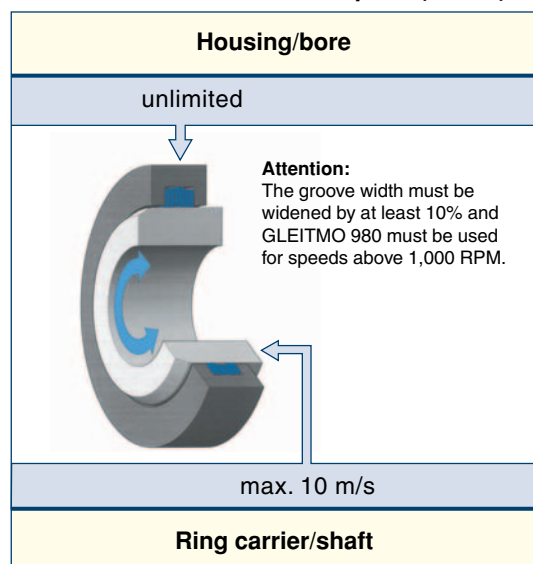 Housing/bore
unlimited
Attention:
The groove width must be
widened by at least 10% and
GLEITMO 980 must be used
for speeds above 1,000 RPM.
max. 10 m/s
Ring carrier/shaft